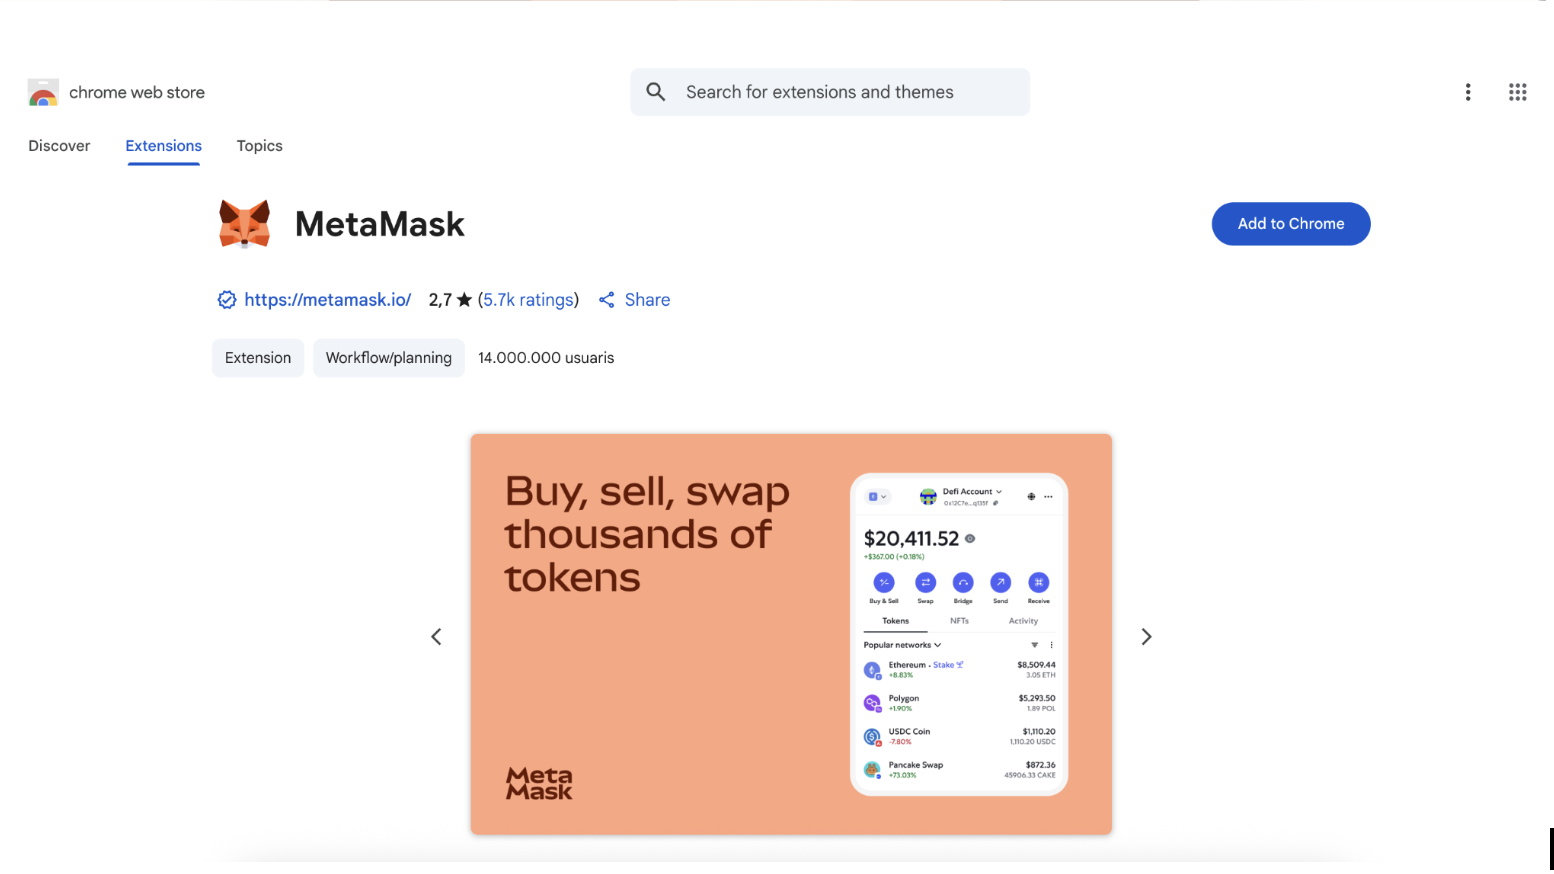 chrome web store
Search for extensions and themes
Discover
Extensions
Topics
MetaMask
Add to Chrome
https://metamask.io/ 2,7 ★ (5.7k ratings) Share
Extension
Workflow/planning
14.000.000 usuaris
Buy, sell, swap
thousands of
tokens
Meta
Mask
Defi Account
$20,411.52
+$367.00 (+0.18%)
Buy & Sell
Swap
Bridge
Send
Receive
Tokens
NFTs
Activity
Popular networks
Ethereum • Stake
$8,509.44
+8.83%
3.05 ETH
Polygon
$5,293.50
+1.90%
1.89 POL
USDC Coin
$1,110.20
-7.80%
1,110.20 USDC
Pancake Swap
$872.36
+73.03%
45906.33 CAKE